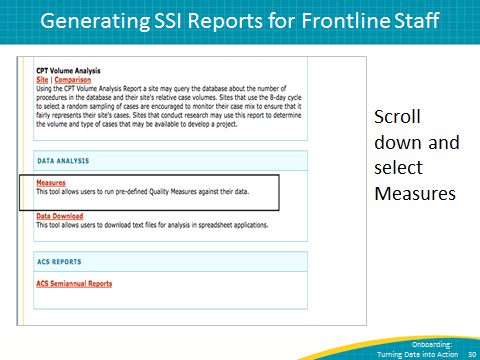 Generating SSI Reports for Frontline Staff
CPT Volume Analysis
Site | Comparison
Using the CPT Volume Analysis Report a site may query the database about the number of
procedures in the database and their site's relative case volumes. Sites that use the 8-day cycle
to select a random sampling of cases are encouraged to monitor their case mix to ensure that it
fairly represents their site's cases. Sites that conduct research may use this report to determine
the volume and type of cases that may be available to develop a project.
DATA ANALYSIS
Measures
This tool allows users to run pre-defined Quality Measures against their data.
Data Download
This tool allows users to download text files for analysis in spreadsheet applications.
ACS REPORTS
ACS Semiannual Reports
Scroll
down and
select
Measures
Onboarding:
Turning Data into Action 30